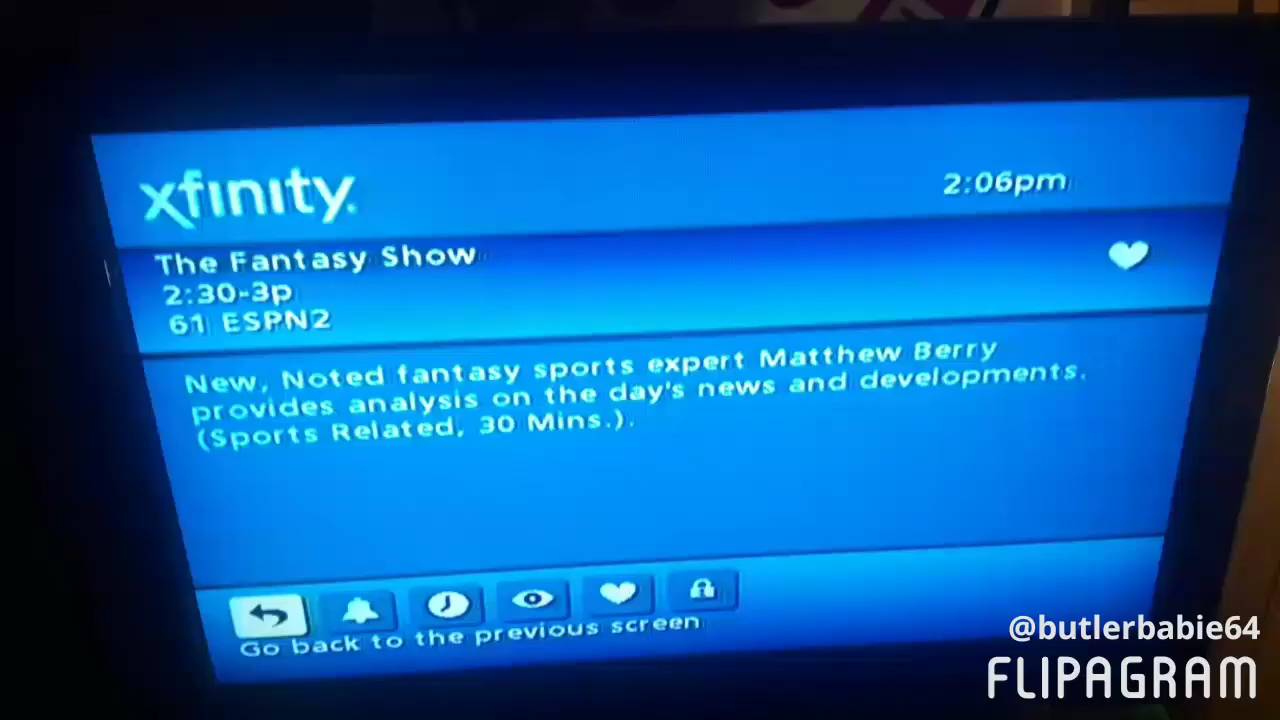 xfinity
2:06pm
The Fantasy Show
2:30-3p
61 ESPN2
New, Noted fantasy sports expert Matthew Berry
provides analysis on the day's news and developments.
(Sports Related, 30 Mins.).
Go back to the previous screen
@butlerbabie64
FLIPAGRAM